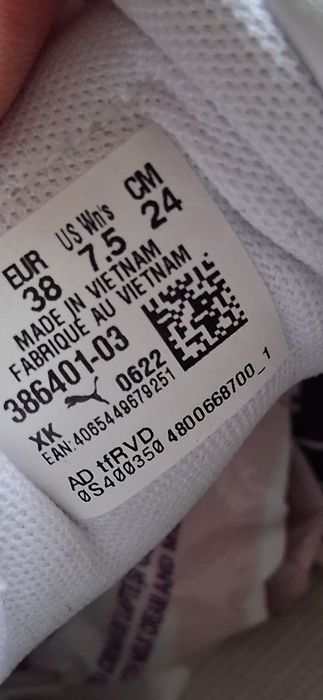 EUR US Wn's CM
38 7.5 24
MADE IN VIETNAM
FABRIQUÉ AU VIETNAM
386401-03
XK 0622
EAN:4065449679251
AD tfRVD
0S400350 4800668700_1